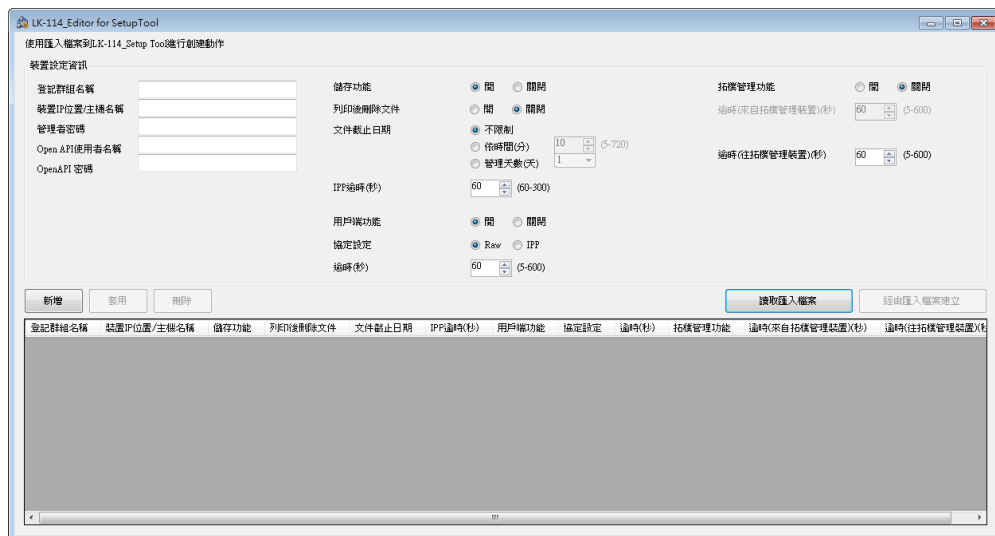 LK-114_Editor for SetupTool
使用匯入檔案到LK-114_Setup Tool進行創建動作
裝置設定資訊
登記群組名稱
裝置IP位置/主機名稱
管理者密碼
Open API使用者名稱
OpenAPI 密碼
儲存功能 開 關閉
列印後刪除文件 開 關閉
文件截止日期 不限制
依時間(分) 10 (5-720)
管理天數(天) 1
IPP逾時(秒) 60 (60-300)
用戶端功能 開 關閉
協定設定 Raw IPP
逾時(秒) 60 (5-600)
拓樸管理功能 開 關閉
逾時(來自拓樸管理裝置)(秒) 60 (5-600)
逾時(往拓樸管理裝置)(秒) 60 (5-600)
新增 套用 刪除 讀取匯入檔案 經由匯入檔案建立
登記群組名稱 裝置IP位置/主機名稱 儲存功能 列印後刪除文件 文件截止日期 IPP逾時(秒) 用戶端功能 協定設定 逾時(秒) 拓樸管理功能 逾時(來自拓樸管理裝置)(秒) 逾時(往拓樸管理裝置)(秒